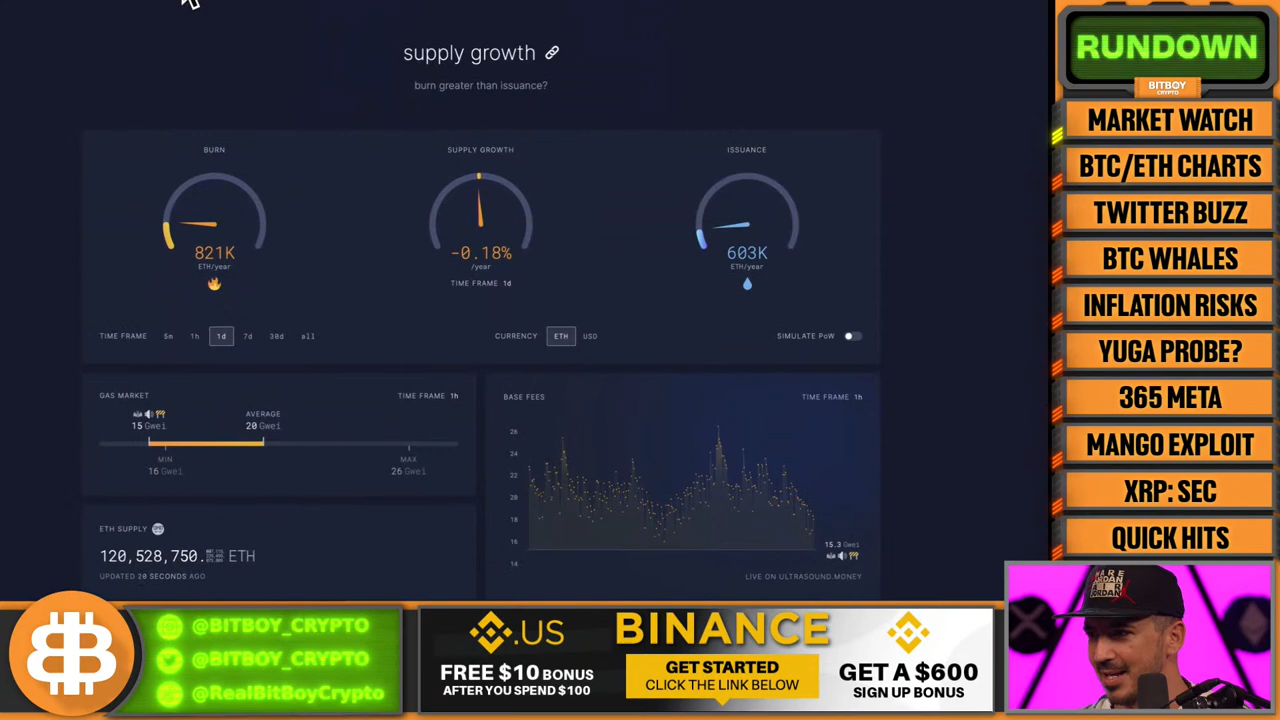 supply growth
burn greater than issuance?
BURN
821K
ETH/year
SUPPLY GROWTH
-0.18%
/year
TIME FRAME 1d
ISSUANCE
603K
ETH/year
TIME FRAME 5m 1h 1d 7d 30d all
CURRENCY ETH USD
SIMULATE PoW
GAS MARKET
TIME FRAME 1h
15 Gwei
AVERAGE
20 Gwei
MIN
16 Gwei
MAX
26 Gwei
BASE FEES
TIME FRAME 1h
26
24
22
20
18
16
14
15.3 Gwei
LIVE ON ULTRASOUND.MONEY
ETH SUPPLY
120,528,750. ETH
UPDATED 20 SECONDS AGO
RUNDOWN
BITBOY
CRYPTO
MARKET WATCH
BTC/ETH CHARTS
TWITTER BUZZ
BTC WHALES
INFLATION RISKS
YUGA PROBE?
365 META
MANGO EXPLOIT
XRP: SEC
QUICK HITS
@BITBOY_CRYPTO
@BITBOY_CRYPTO
@RealBitBoyCrypto
.US
FREE $10 BONUS
AFTER YOU SPEND $100
BINANCE
GET STARTED
CLICK THE LINK BELOW
GET A $600
SIGN UP BONUS